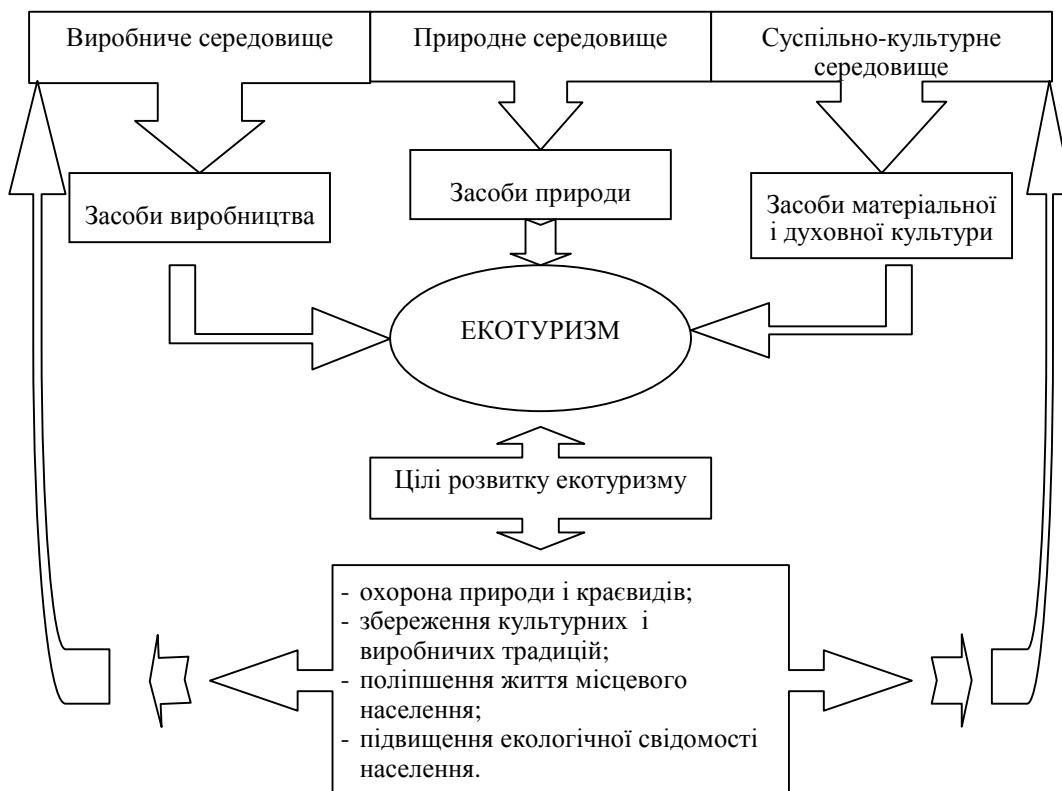 Виробниче середовище
Природне середовище
Суспільно-культурне
середовище
Засоби виробництва
Засоби природи
Засоби матеріальної
і духовної культури
ЕКОТУРИЗМ
Цілі розвитку екотуризму
- охорона природи і краєвидів;
- збереження культурних і
виробничих традицій;
- поліпшення життя місцевого
населення;
- підвищення екологічної свідомості
населення.